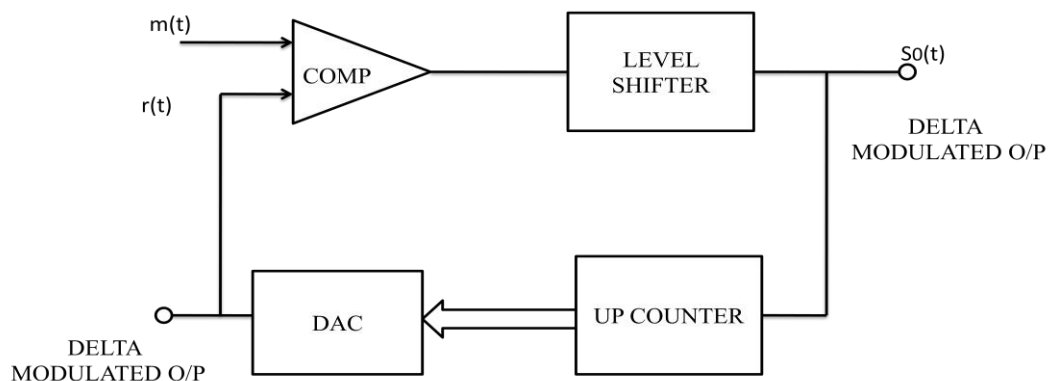 m(t)
r(t)
COMP
LEVEL
SHIFTER
S0(t)
DELTA
MODULATED O/P
DAC
UP COUNTER
DELTA
MODULATED O/P